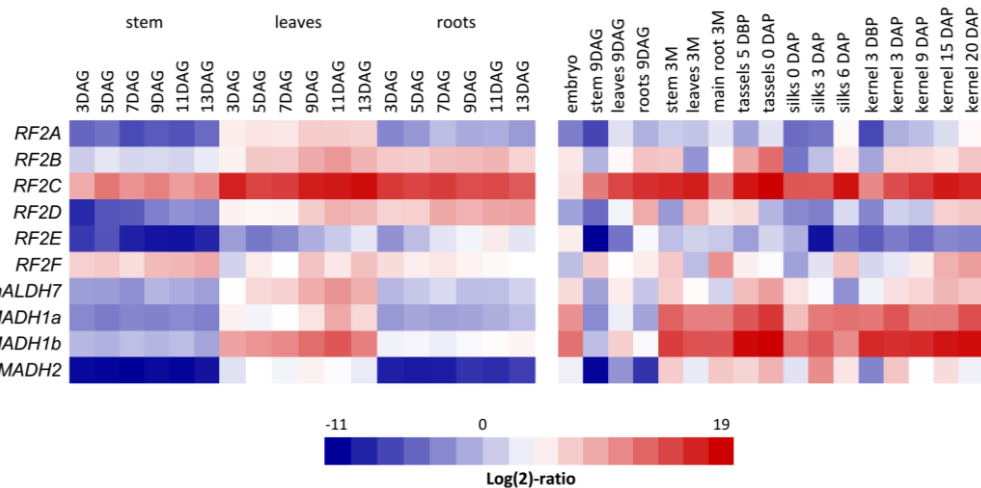 stem leaves roots
3DAG 5DAG 7DAG 9DAG 11DAG 13DAG 3DAG 5DAG 7DAG 9DAG 11DAG 13DAG 3DAG 5DAG 7DAG 9DAG 11DAG 13DAG embryo stem 9DAG leaves 9DAG roots 9DAG stem 3M leaves 3M main root 3M tassels 5 DBP tassels 0 DAP silks 0 DAP silks 3 DAP silks 6 DAP kernel 3 DBP kernel 3 DAP kernel 9 DAP kernel 15 DAP kernel 20 DAP
RF2A
RF2B
RF2C
RF2D
RF2E
RF2F
ALDH7
MADH1a
MADH1b
MADH2
-11 0 19
Log(2)-ratio